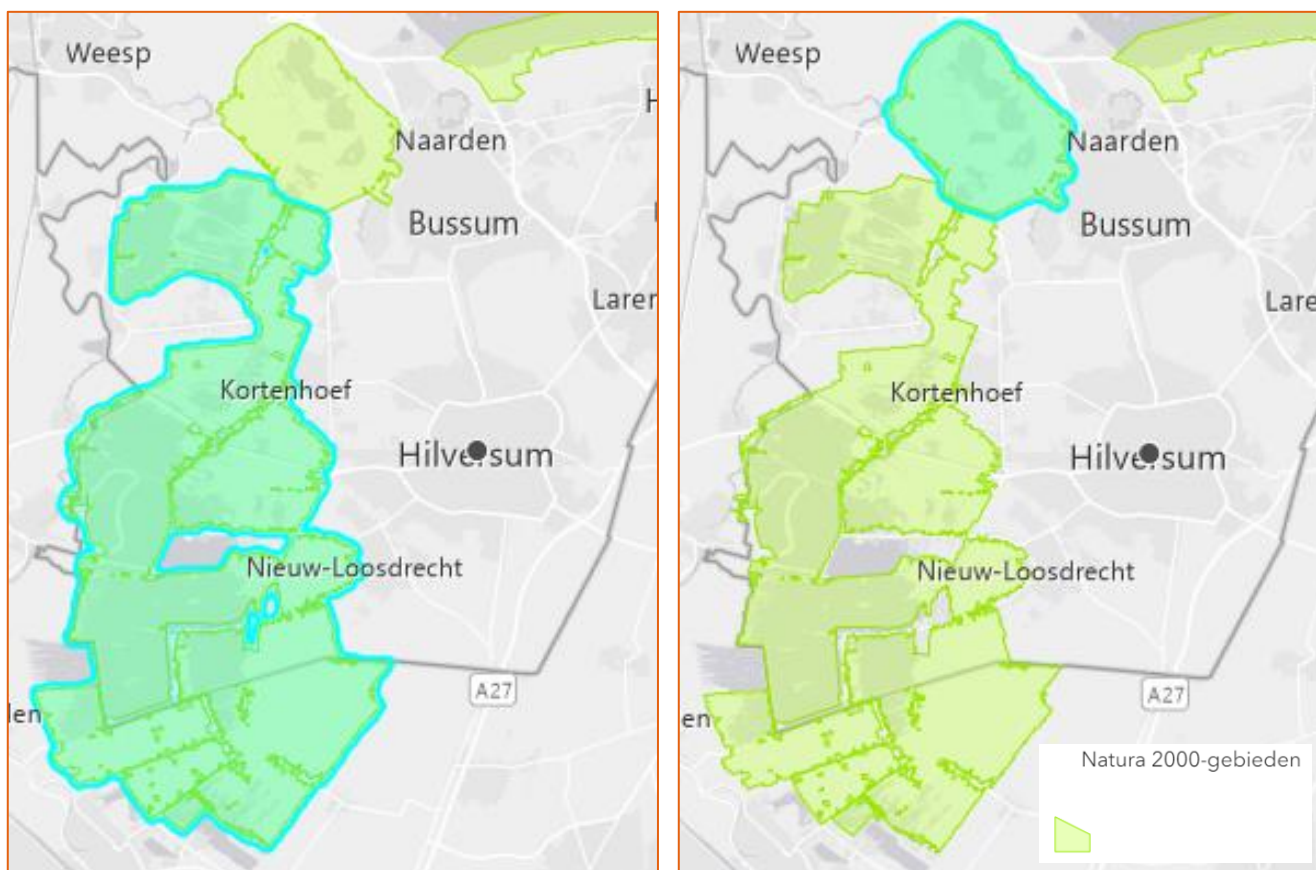 Weesp
Naarden
Bussum
Kortenhoef
Hilversum
Nieuw-Loosdrecht
A27
Weesp
Naarden
Bussum
Kortenhoef
Hilversum
Nieuw-Loosdrecht
A27
Natura 2000-gebieden